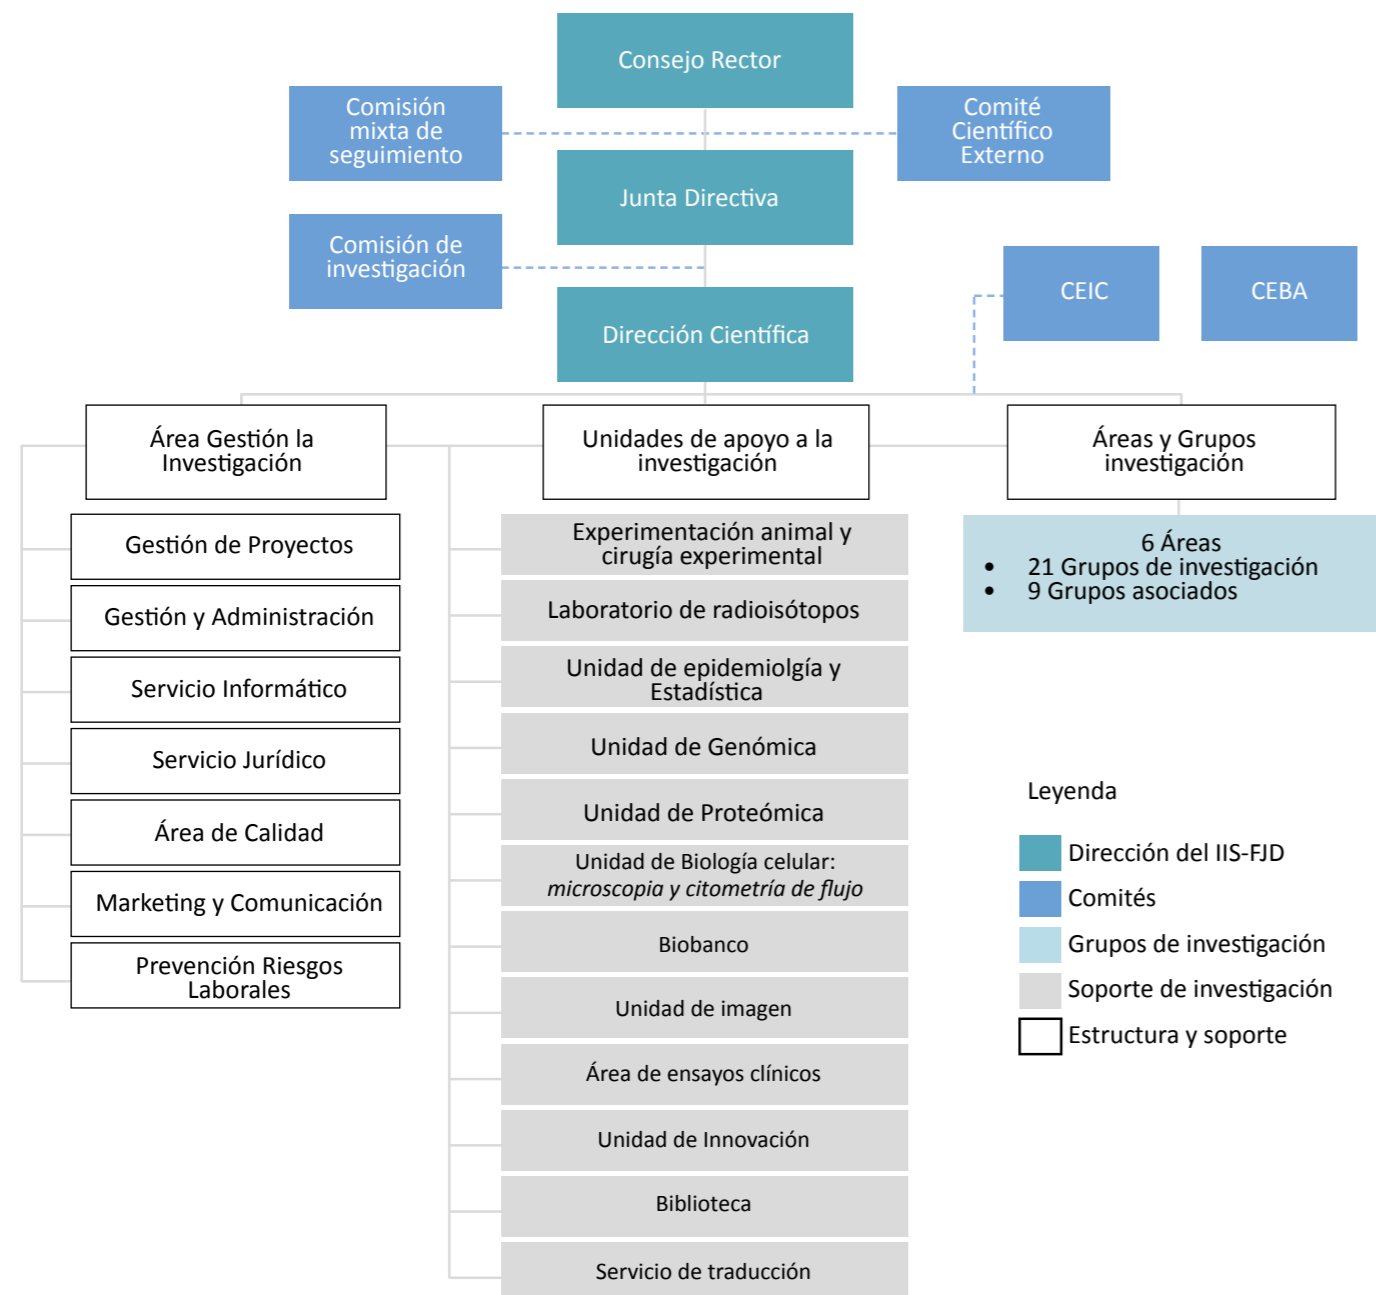 Consejo Rector
Comisión
mixta de
seguimiento
Comité
Científico
Externo
Junta Directiva
Comisión de
investigación
CEIC
CEBA
Dirección Científica
Área Gestión la
Investigación
Unidades de apoyo a la
investigación
Áreas y Grupos
investigación
Gestión de Proyectos
Gestión y Administración
Servicio Informático
Servicio Jurídico
Área de Calidad
Marketing y Comunicación
Prevención Riesgos
Laborales
Experimentación animal y
cirugía experimental
Laboratorio de radioisótopos
Unidad de epidemiolgía y
Estadística
Unidad de Genómica
Unidad de Proteómica
Unidad de Biología celular:
microscopia y citometría de flujo
Biobanco
Unidad de imagen
Área de ensayos clínicos
Unidad de Innovación
Biblioteca
Servicio de traducción
6 Áreas
• 21 Grupos de investigación
• 9 Grupos asociados
Leyenda
Dirección del IIS-FJD
Comités
Grupos de investigación
Soporte de investigación
Estructura y soporte